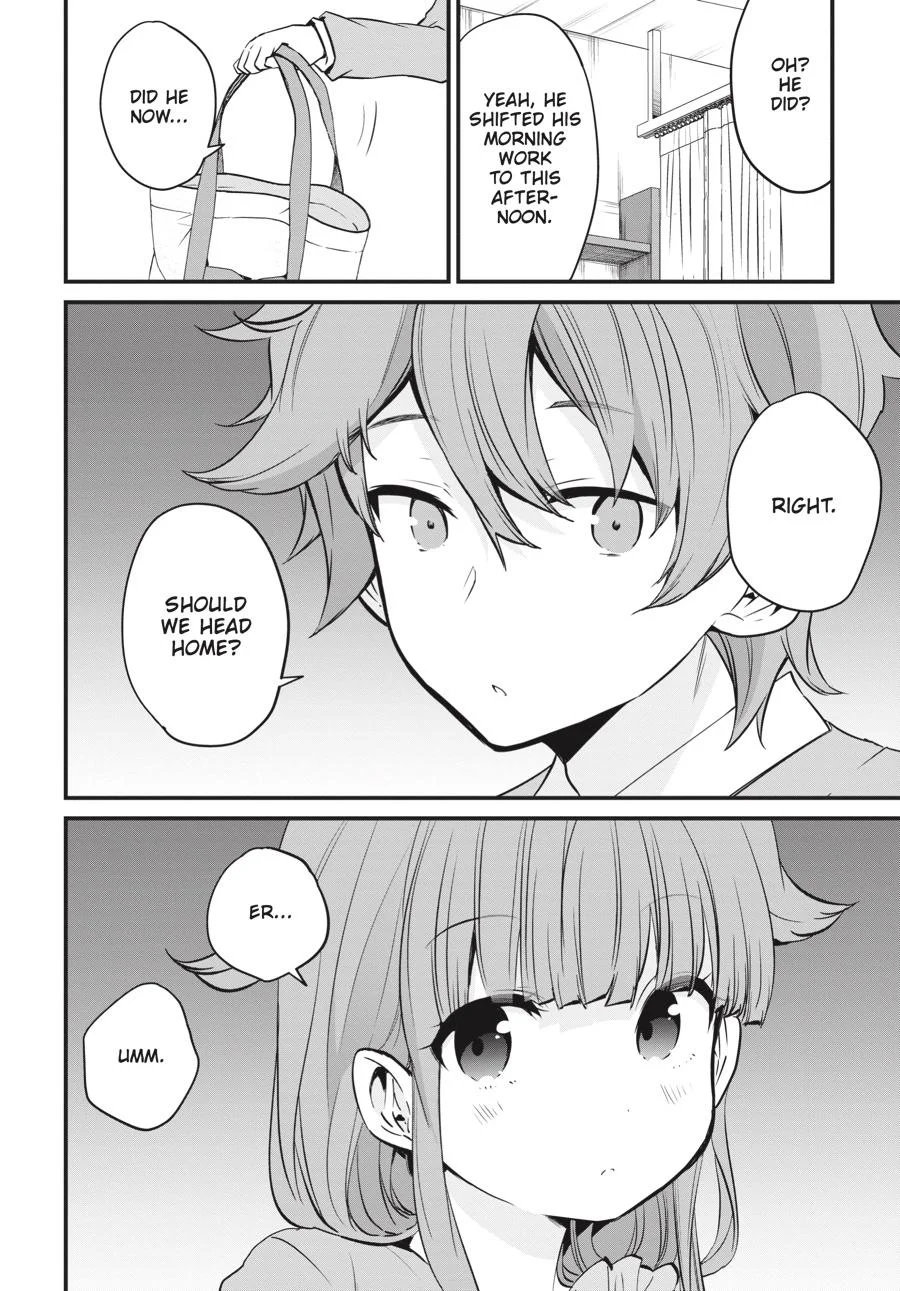 OH?
HE
DID?
YEAH, HE
SHIFTED HIS
MORNING
WORK
TO THIS
AFTER-
NOON.
DID HE
NOW...
RIGHT.
SHOULD
WE HEAD
HOME?
ER...
UMM.